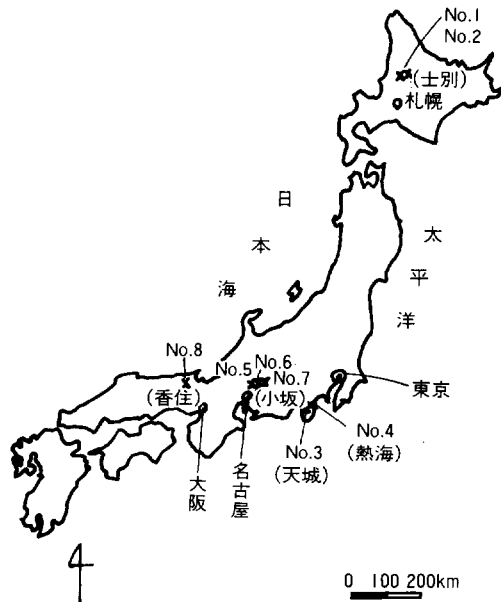 No.1
No.2
(士別)
札幌
日本海
太平洋
No.8
(香住)
No.5
No.6
No.7
(小坂)
東京
No.4
(熱海)
No.3
(天城)
大阪
名古屋
0 100 200km